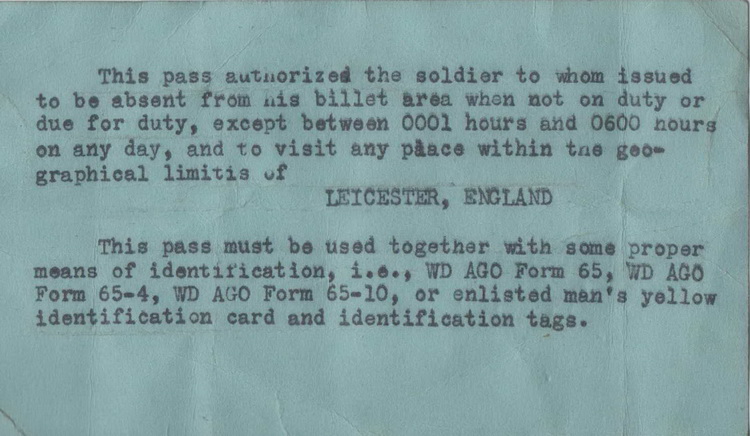 This pass authorized the soldier to whom issued
to be absent from his billet area when not on duty or
due for duty, except between 0001 hours and 0600 hours
on any day, and to visit any place within the geo-
graphical limitis of
LEICESTER, ENGLAND
This pass must be used together with some proper
means of identification, i.e., WD AGO Form 65, WD AGO
Form 65-4, WD AGO Form 65-10, or enlisted man's yellow
identification card and identification tags.